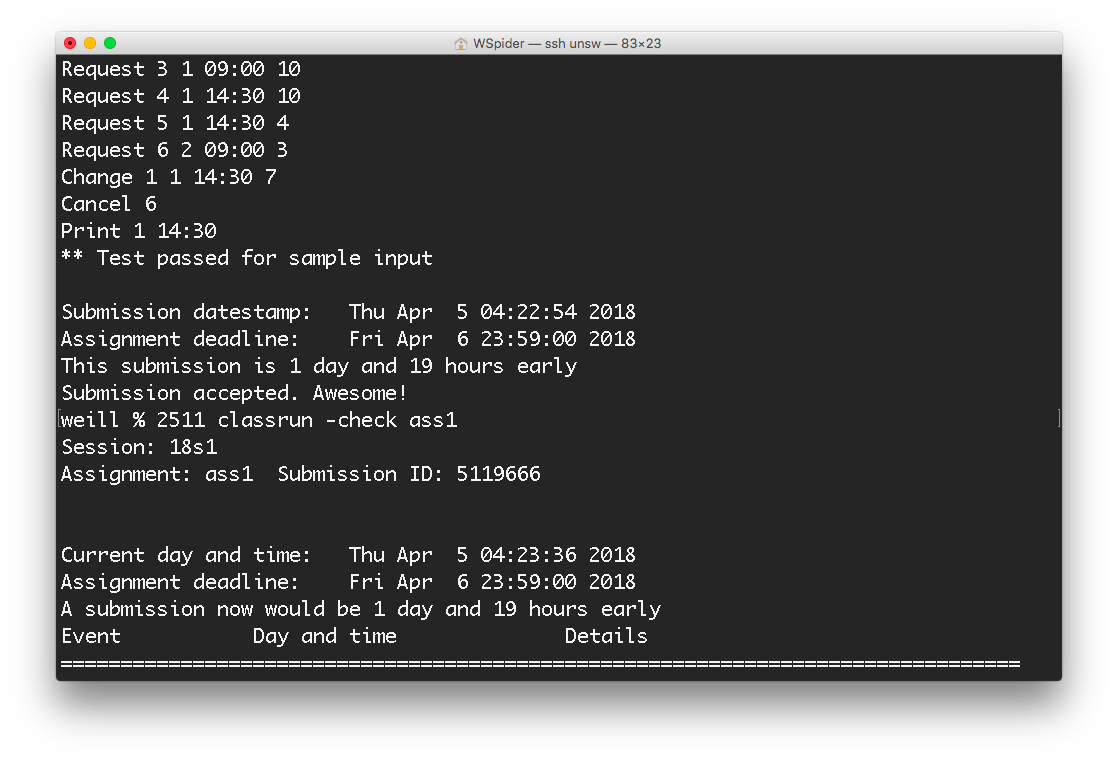 WSpider — ssh unsw — 83×23
Request 3 1 09:00 10
Request 4 1 14:30 10
Request 5 1 14:30 4
Request 6 2 09:00 3
Change 1 1 14:30 7
Cancel 6
Print 1 14:30
** Test passed for sample input
Submission datestamp:   Thu Apr  5 04:22:54 2018
Assignment deadline:    Fri Apr  6 23:59:00 2018
This submission is 1 day and 19 hours early
Submission accepted. Awesome!
[weill % 2511 classrun -check ass1]
Session: 18s1
Assignment: ass1  Submission ID: 5119666
Current day and time:   Thu Apr  5 04:23:36 2018
Assignment deadline:    Fri Apr  6 23:59:00 2018
A submission now would be 1 day and 19 hours early
Event           Day and time              Details
================================================================================